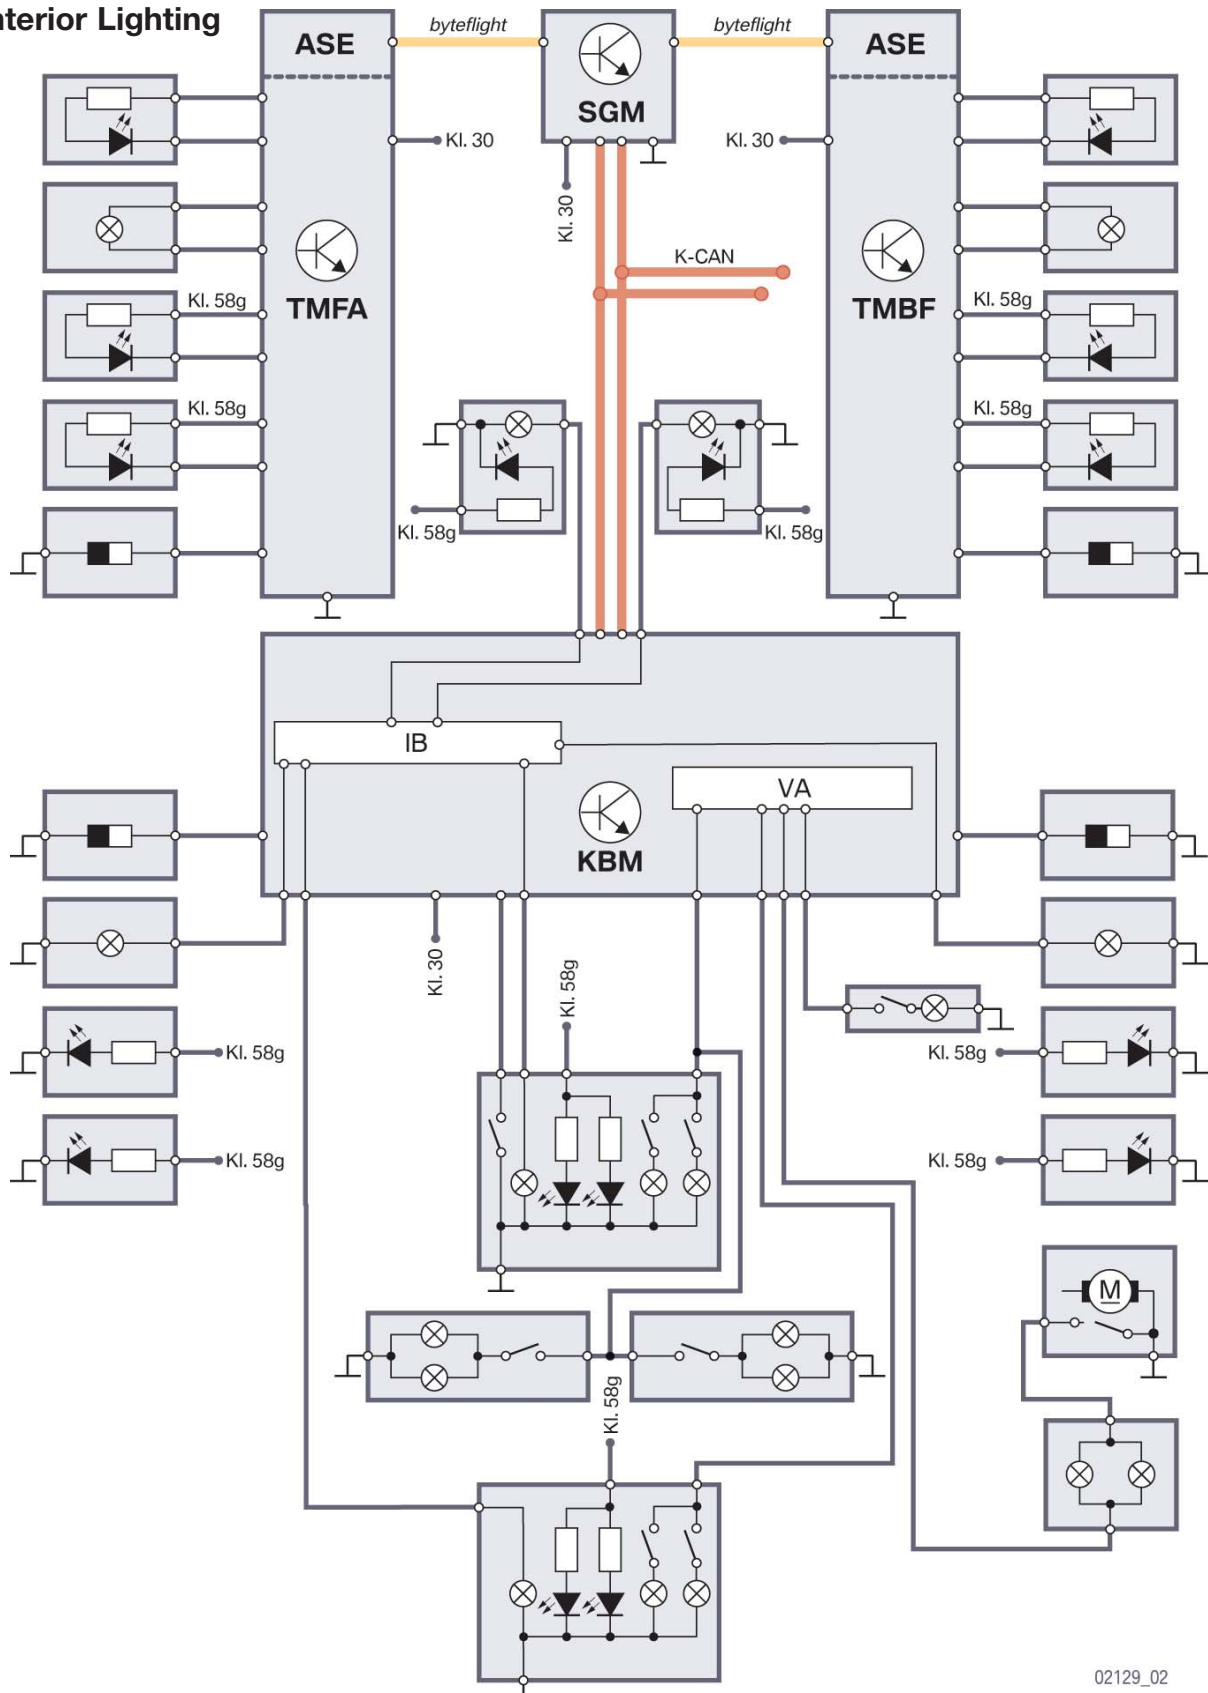 nterior Lighting
ASE
byteflight
SGM
byteflight
ASE
Kl. 30
Kl. 30
Kl. 30
TMFA
K-CAN
TMBF
Kl. 58g
Kl. 58g
Kl. 58g
Kl. 58g
Kl. 58g
Kl. 58g
IB
VA
KBM
Kl. 30
Kl. 58g
Kl. 58g
Kl. 58g
Kl. 58g
Kl. 58g
M
Kl. 58g
02129_02